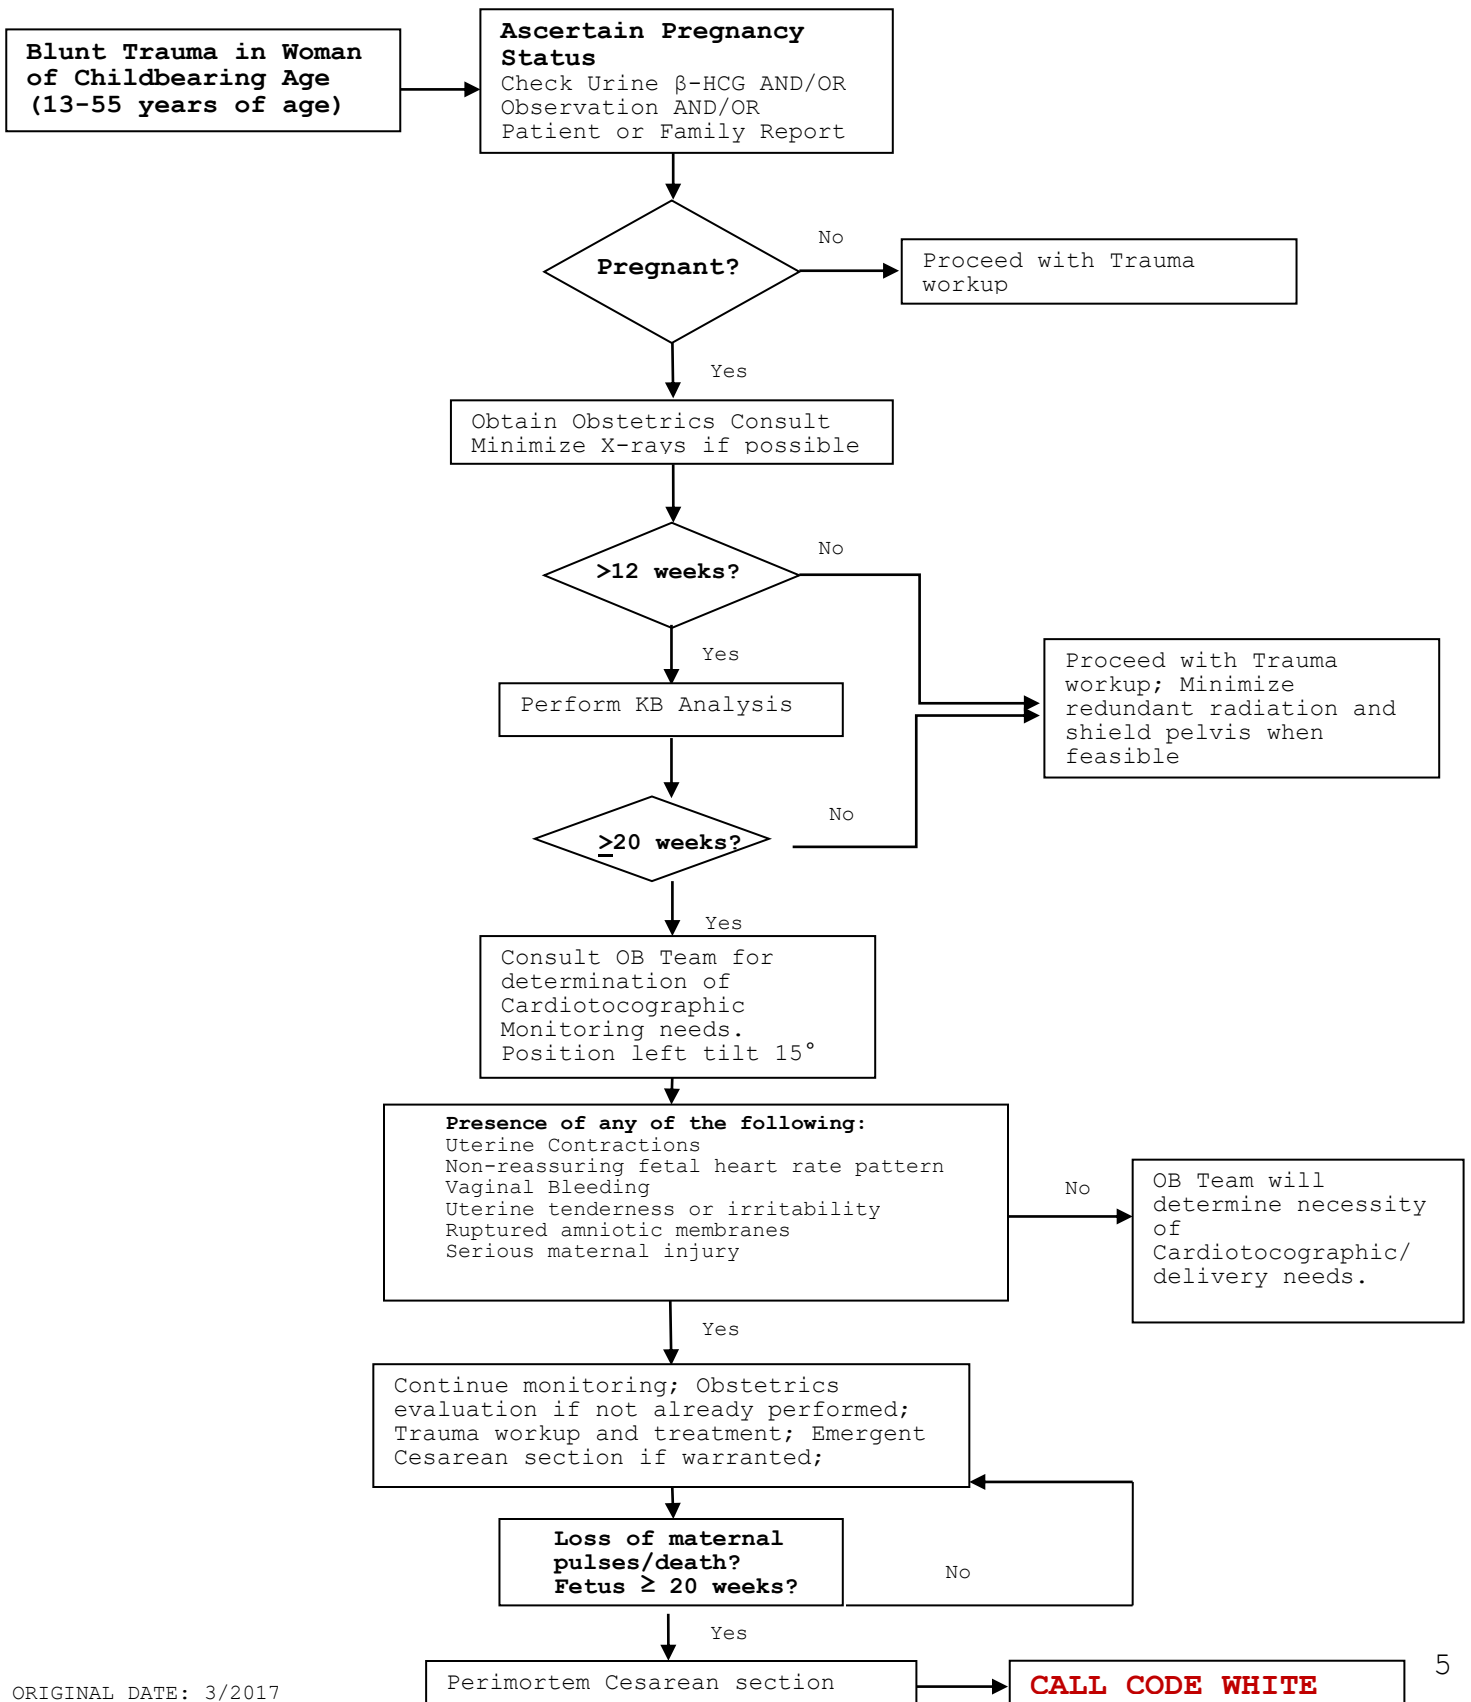 Blunt Trauma in Woman
of Childbearing Age
(13-55 years of age)
Ascertain Pregnancy
Status
Check Urine β-HCG AND/OR
Observation AND/OR
Patient or Family Report
Pregnant?
No
Proceed with Trauma
workup
Yes
Obtain Obstetrics Consult
Minimize X-rays if possible
>12 weeks?
No
Yes
Perform KB Analysis
Proceed with Trauma
workup; Minimize
redundant radiation and
shield pelvis when
feasible
≥20 weeks?
No
Yes
Consult OB Team for
determination of
Cardiotocographic
Monitoring needs.
Position left tilt 15°
Presence of any of the following:
Uterine Contractions
Non-reassuring fetal heart rate pattern
Vaginal Bleeding
Uterine tenderness or irritability
Ruptured amniotic membranes
Serious maternal injury
No
OB Team will
determine necessity
of
Cardiotocographic/
delivery needs.
Yes
Continue monitoring; Obstetrics
evaluation if not already performed;
Trauma workup and treatment; Emergent
Cesarean section if warranted;
Loss of maternal
pulses/death?
Fetus ≥ 20 weeks?
No
Yes
Perimortem Cesarean section
CALL CODE WHITE
5
ORIGINAL DATE: 3/2017